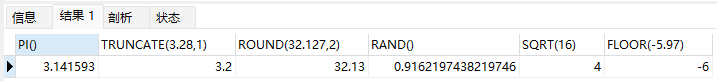 信息 结果 1 剖析 状态
PI() TRUNCATE(3.28,1) ROUND(32.127,2) RAND() SQRT(16) FLOOR(-5.97)
3.141593 3.2 32.13 0.9162197438219746 4 -6